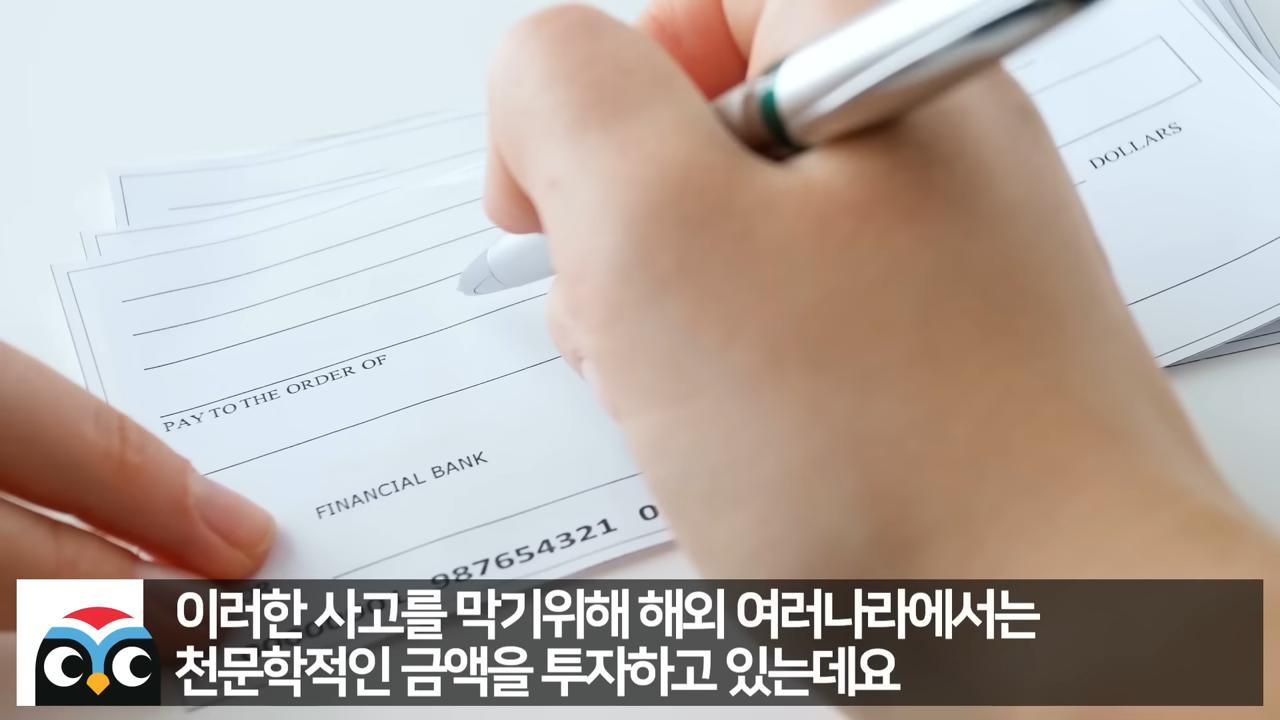 DOLLARS
PAY TO THE ORDER OF
FINANCIAL BANK
987654321 0
이러한 사고를 막기위해 해외 여러나라에서는
천문학적인 금액을 투자하고 있는데요